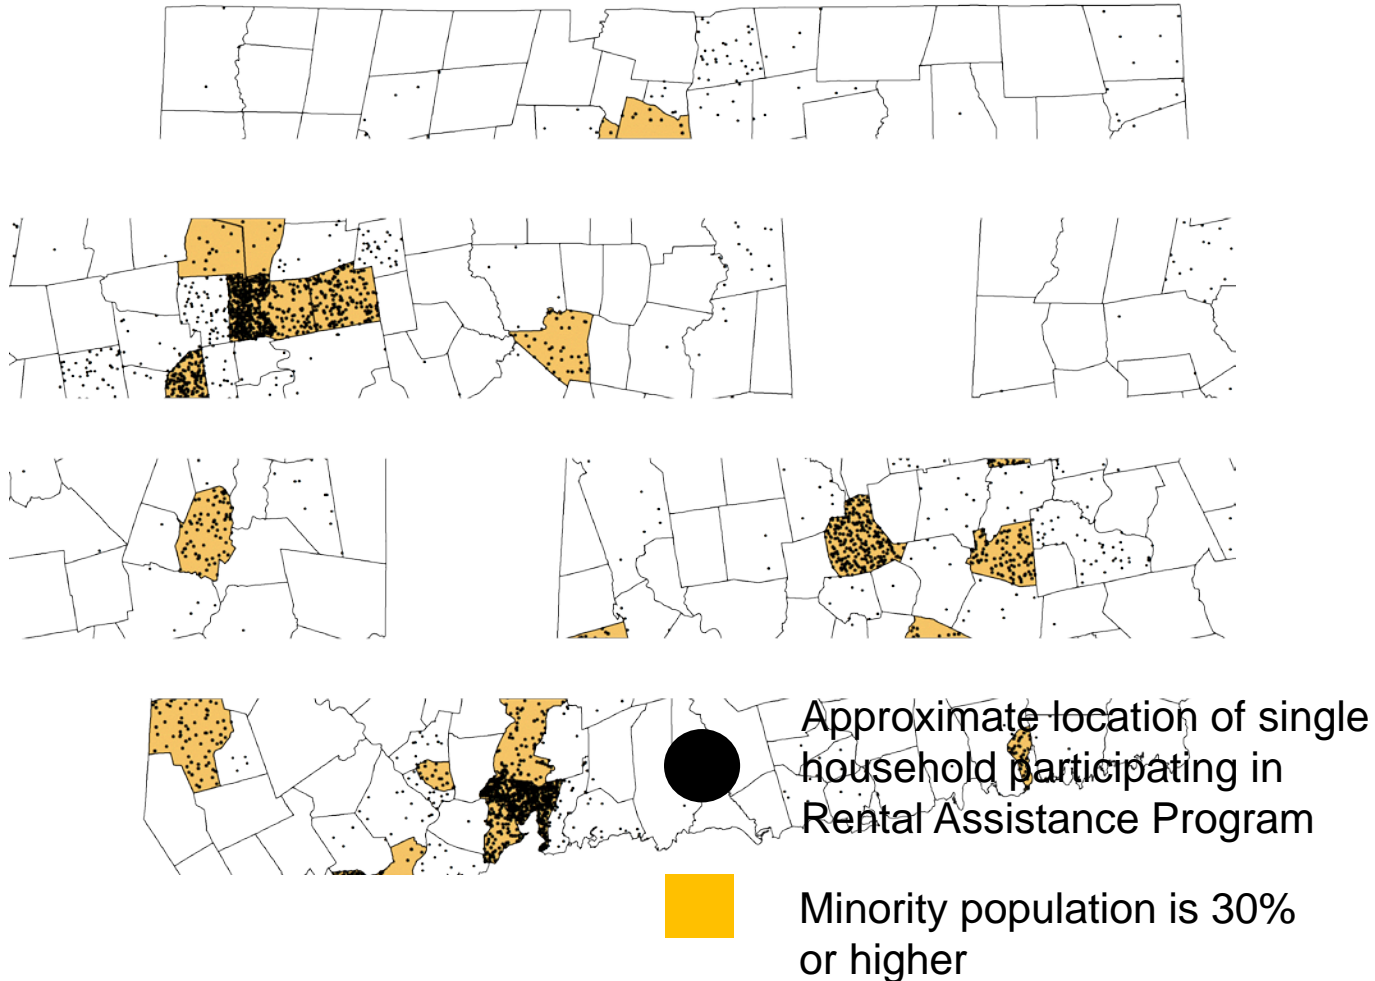 Approximate location of single
household participating in
Rental Assistance Program
Minority population is 30%
or higher